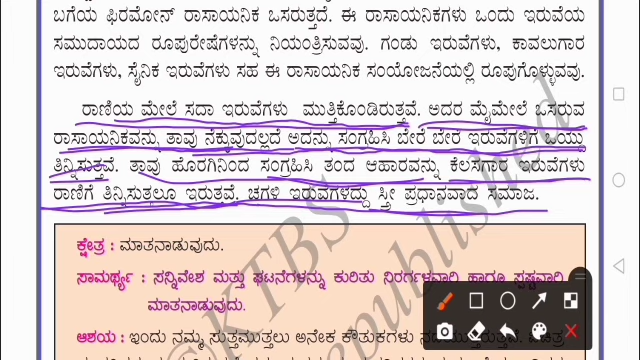 ಬಗೆಯ ಫಿರಮೋನ್ ರಾಸಾಯನಿಕ ಒಸರುತ್ತದೆ. ಈ ರಾಸಾಯನಿಕಗಳು ಒಂದು ಇರುವೆಯ
ಸಮುದಾಯದ ರೂಪುರೇಷೆಗಳನ್ನು ನಿಯಂತ್ರಿಸುವವು. ಗಂಡು ಇರುವೆಗಳು, ಕಾವಲುಗಾರ
ಇರುವೆಗಳು, ಸೈನಿಕ ಇರುವೆಗಳು ಸಹ ಈ ರಾಸಾಯನಿಕ ಸಂಯೋಜನೆಯಲ್ಲಿ ರೂಪುಗೊಳ್ಳುವವು.
ರಾಣಿಯ ಮೇಲೆ ಸದಾ ಇರುವೆಗಳು ಮುತ್ತಿಕೊಂಡಿರುತ್ತವೆ. ಅದರ ಮೈಮೇಲೆ ಒಸರುವ
ರಾಸಾಯನಿಕವನ್ನು ತಾವು ನೆಕ್ಕುವುದಲ್ಲದೆ ಅದನ್ನು ಸಂಗ್ರಹಿಸಿ ಬೇರೆ ಬೇರೆ ಇರುವೆಗಳಿಗೆ ಒಯ್ದು
ತಿನ್ನಿಸುತ್ತವೆ. ತಾವು ಹೊರಗಿನಿಂದ ಸಂಗ್ರಹಿಸಿ ತಂದ ಆಹಾರವನ್ನು ಕೆಲಸಗಾರ ಇರುವೆಗಳು
ರಾಣಿಗೆ ತಿನ್ನಿಸುತ್ತಲೂ ಇರುತ್ತವೆ. ಚಗಳಿ ಇರುವೆಗಳದ್ದು ಸ್ತ್ರೀ ಪ್ರಧಾನವಾದ ಸಮಾಜ.
©KTBS
republished
ಕ್ಷೇತ್ರ : ಮಾತನಾಡುವುದು.
ಸಾಮರ್ಥ್ಯ : ಸನ್ನಿವೇಶ ಮತ್ತು ಘಟನೆಗಳನ್ನು ಕುರಿತು ನಿರರ್ಗಳವಾಗಿ ಹಾಗೂ ಸ್ಪಷ್ಟವಾಗಿ
ಮಾತನಾಡುವುದು.
ಆಶಯ : ಇಂದು ನಮ್ಮ ಸುತ್ತಮುತ್ತಲು ಅನೇಕ ಕೌತುಕಗಳು